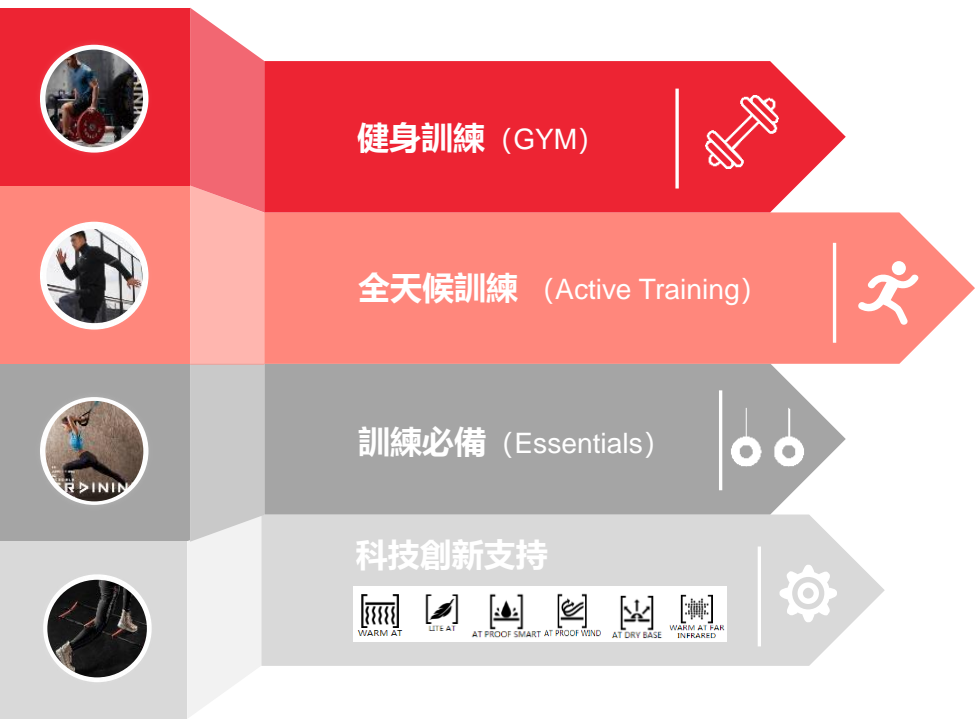 健身訓練（GYM）
全天候訓練 （Active Training）
訓練必備（Essentials）
科技創新支持
WARM AT
LITE AT
AT PROOF SMART
AT PROOF WIND
AT DRY BASE
WARM AT FAR
INFRARED